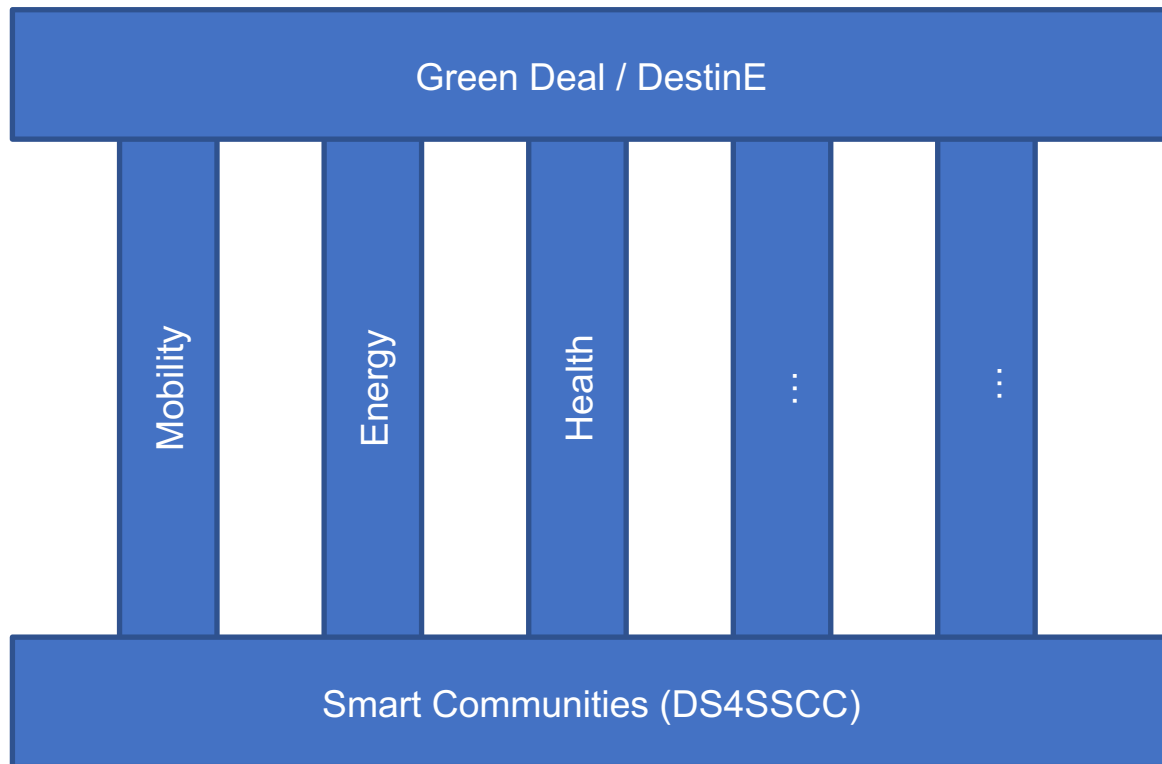 Green Deal / DestinE
Mobility
Energy
Health
…
…
Smart Communities (DS4SSCC)